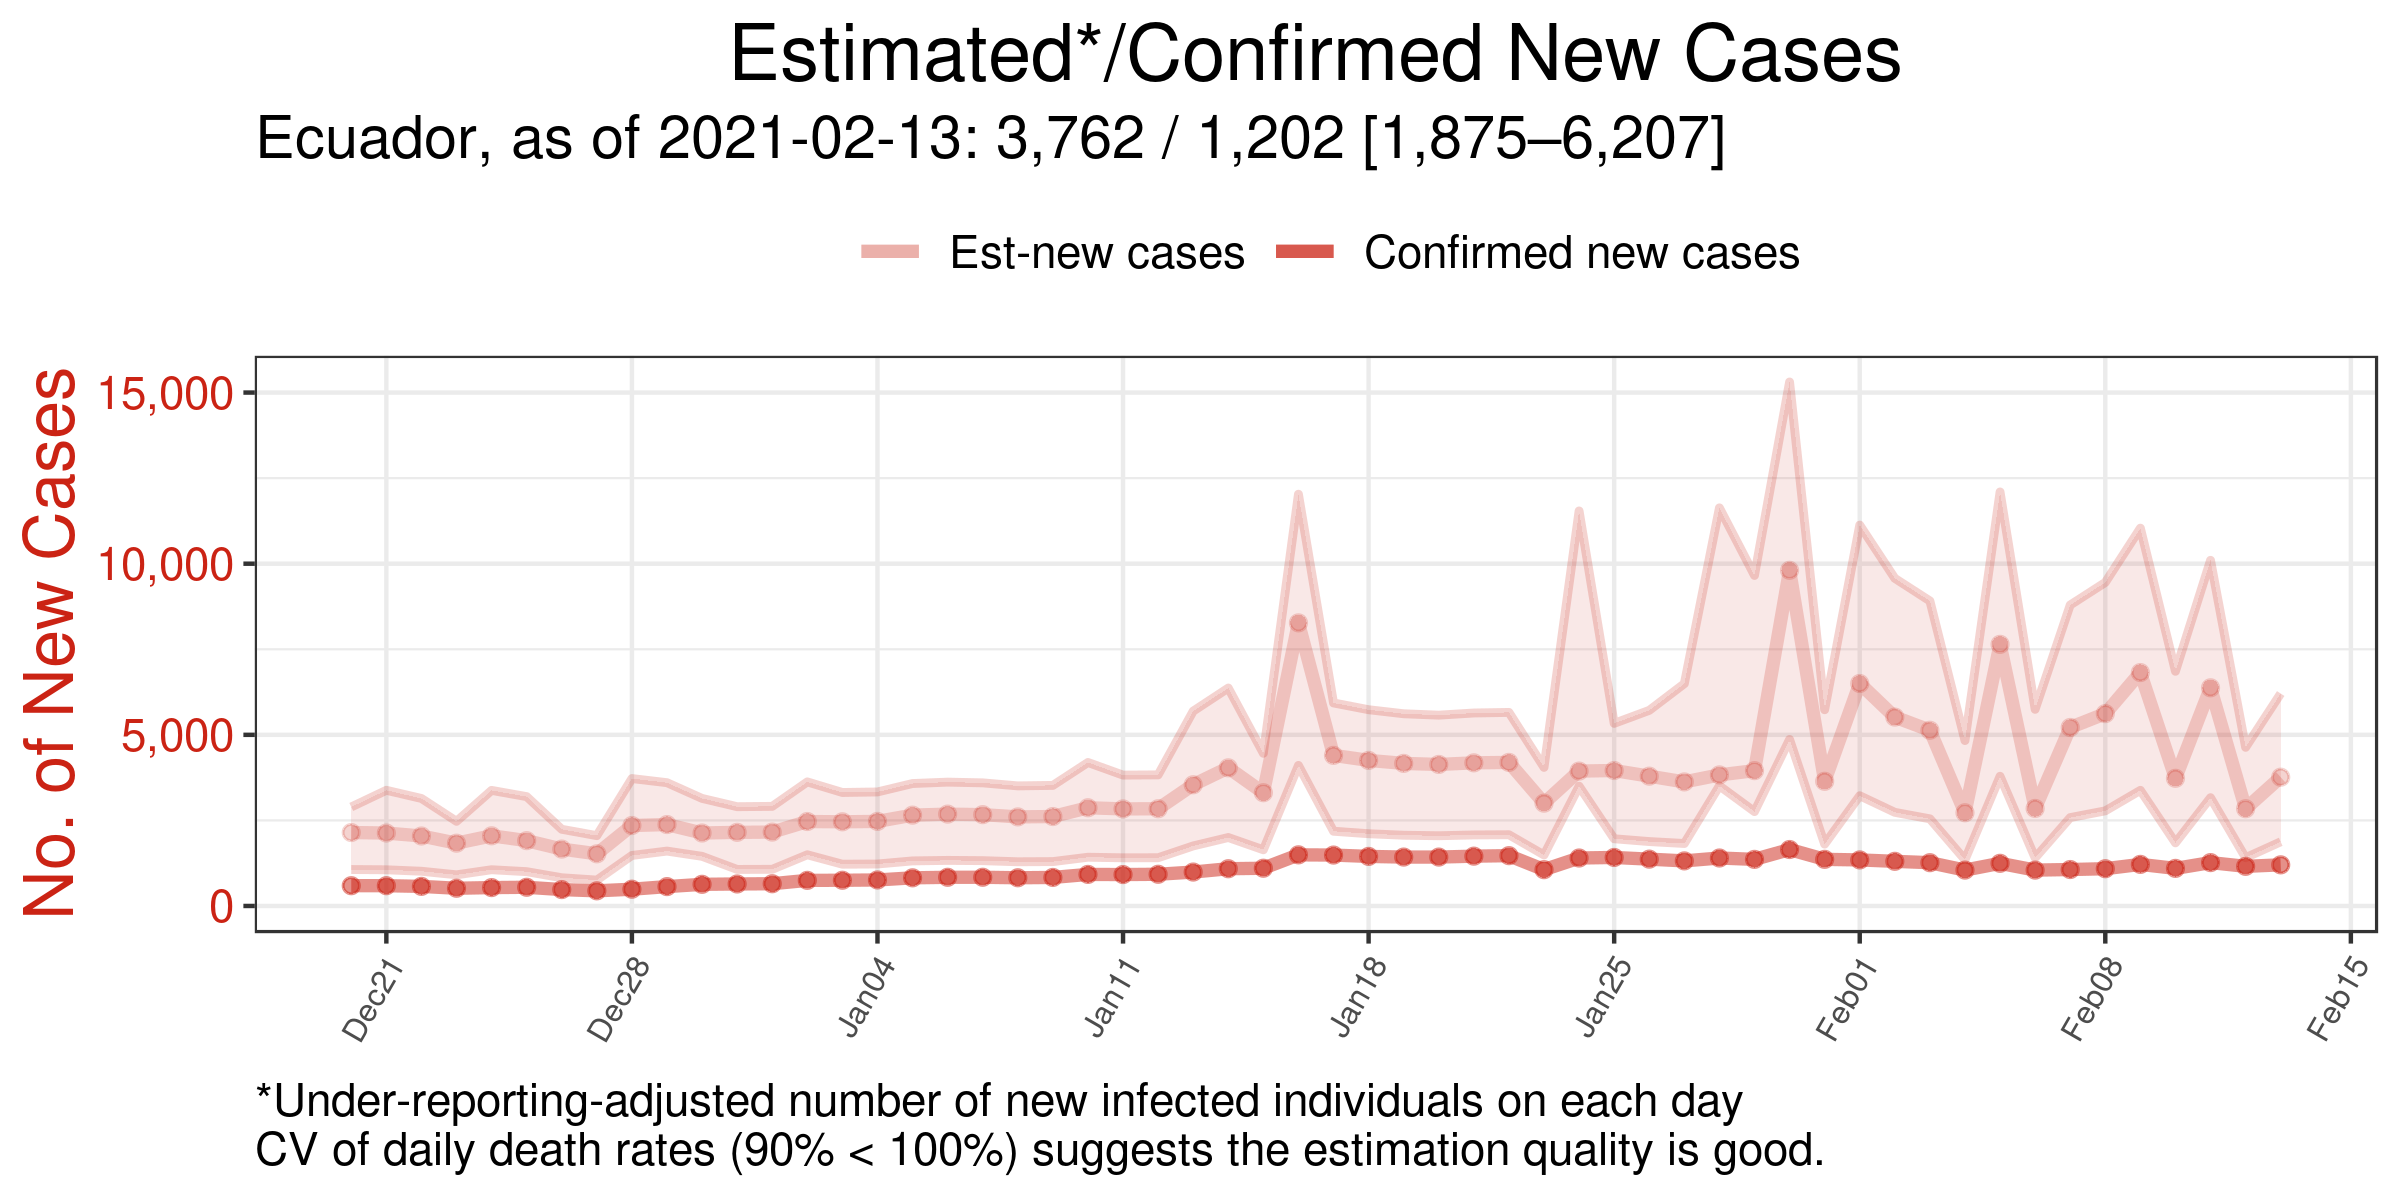 Estimated*/Confirmed New Cases
Ecuador, as of 2021-02-13: 3,762 / 1,202 [1,875–6,207]
Est-new cases Confirmed new cases
No. of New Cases
15,000
10,000
5,000
0
Dec21 Dec28 Jan04 Jan11 Jan18 Jan25 Feb01 Feb08 Feb15
*Under-reporting-adjusted number of new infected individuals on each day
CV of daily death rates (90% < 100%) suggests the estimation quality is good.